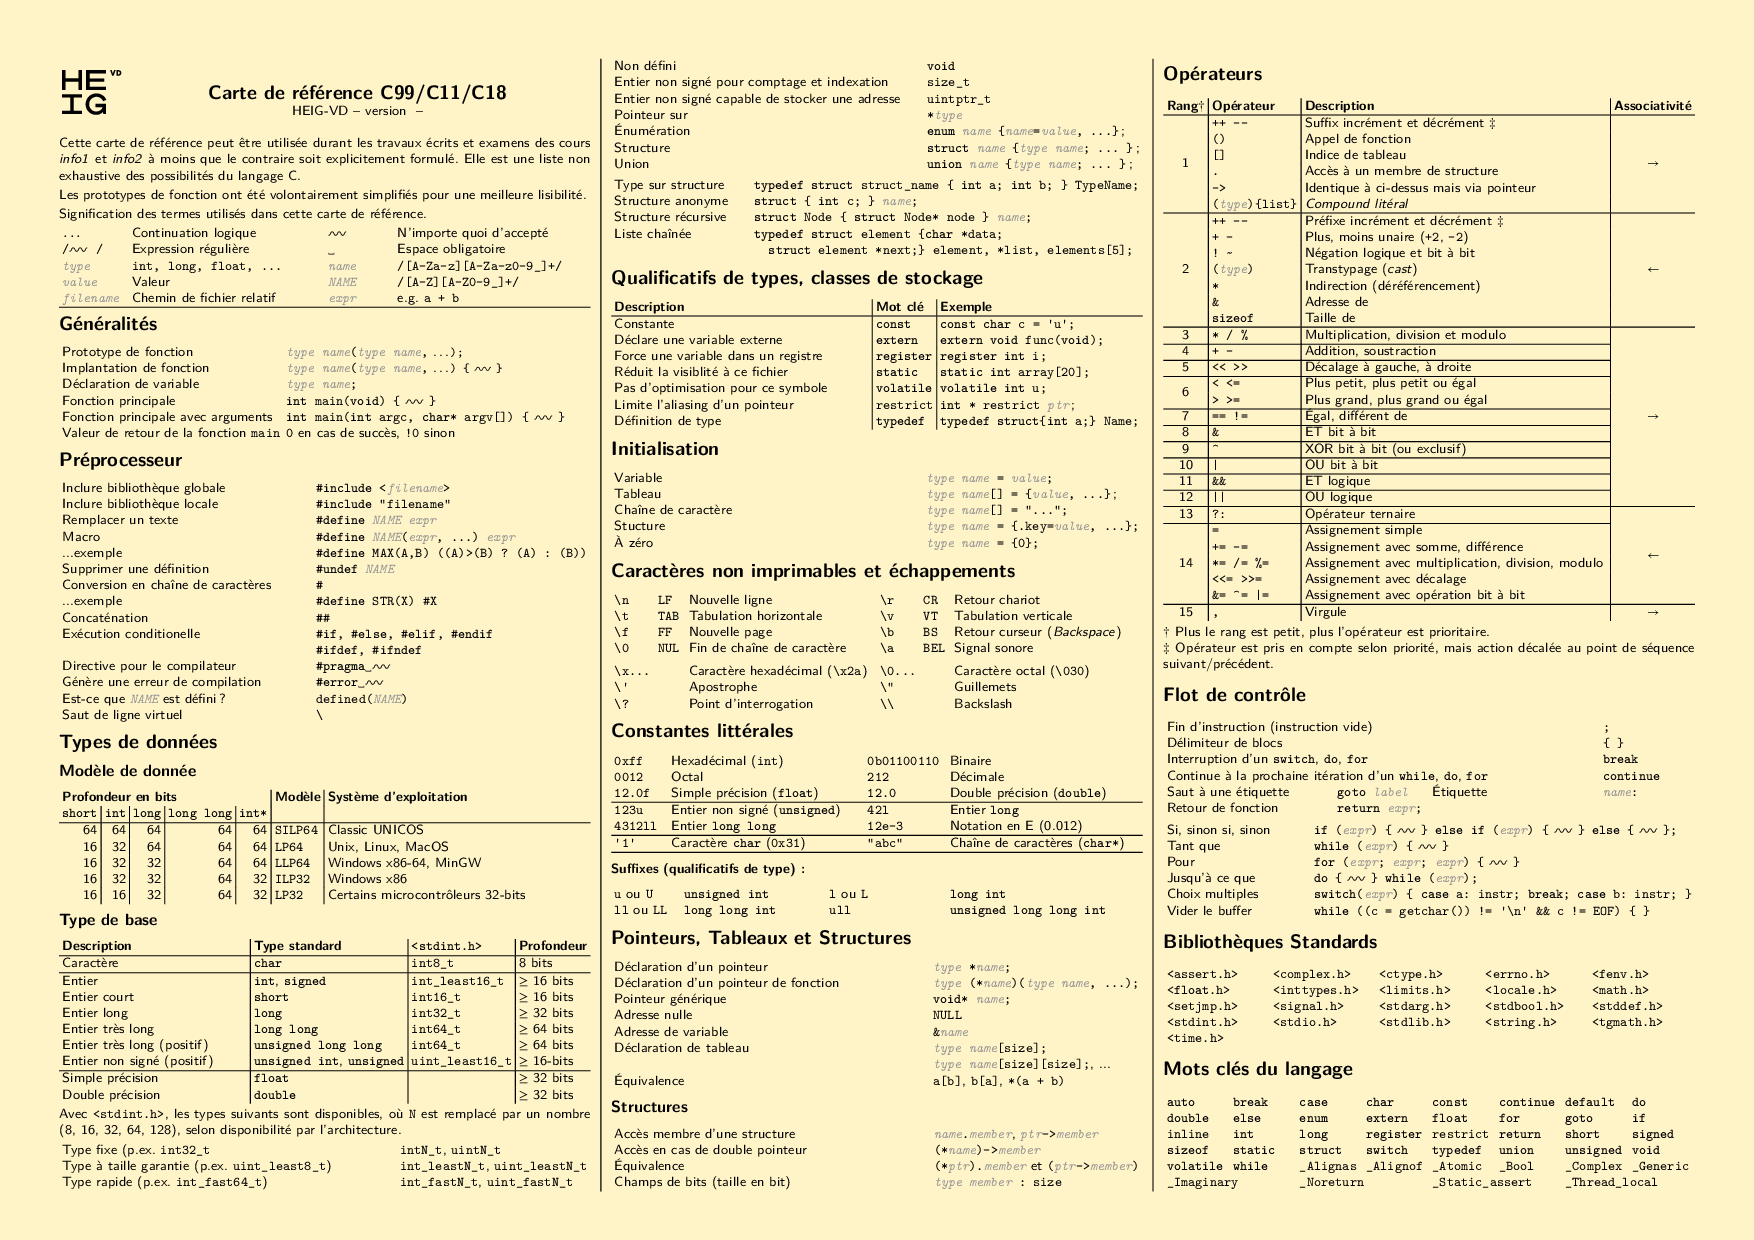 HE VD
IG
Carte de référence C99/C11/C18
HEIG-VD – version –
Cette carte de référence peut être utilisée durant les travaux écrits et examens des cours
info1 et info2 à moins que le contraire soit explicitement formulé. Elle est une liste non
exhaustive des possibilités du langage C.
Les prototypes de fonction ont été volontairement simplifiés pour une meilleure lisibilité.
Signification des termes utilisés dans cette carte de référence.
... Continuation logique ⌇ N'importe quoi d'accepté
/⌇ / Expression régulière ␣ Espace obligatoire
type int, long, float, ... name /[A-Za-z][A-Za-z0-9_]+/
value Valeur NAME /[A-Z][A-Z0-9_]+/
filename Chemin de fichier relatif expr e.g. a + b
Généralités
Prototype de fonction type name(type name, ...);
Implantation de fonction type name(type name, ...) { ⌇ }
Déclaration de variable type name;
Fonction principale int main(void) { ⌇ }
Fonction principale avec arguments int main(int argc, char* argv[]) { ⌇ }
Valeur de retour de la fonction main 0 en cas de succès, !0 sinon
Préprocesseur
Inclure bibliothèque globale #include <filename>
Inclure bibliothèque locale #include "filename"
Remplacer un texte #define NAME expr
Macro #define NAME(expr, ...) expr
...exemple #define MAX(A,B) ((A)>(B) ? (A) : (B))
Supprimer une définition #undef NAME
Conversion en chaîne de caractères #
...exemple #define STR(X) #X
Concaténation ##
Exécution conditionelle #if, #else, #elif, #endif
#ifdef, #ifndef
Directive pour le compilateur #pragma␣⌇
Génère une erreur de compilation #error␣⌇
Est-ce que NAME est défini ? defined(NAME)
Saut de ligne virtuel \
Types de données
Modèle de donnée
Profondeur en bits Modèle Système d'exploitation
short int long long long int*
64 64 64 64 64 SILP64 Classic UNICOS
16 32 64 64 64 LP64 Unix, Linux, MacOS
16 32 32 64 64 LLP64 Windows x86-64, MinGW
16 32 32 64 32 ILP32 Windows x86
16 16 32 64 32 LP32 Certains microcontrôleurs 32-bits
Type de base
Description Type standard <stdint.h> Profondeur
Caractère char int8_t 8 bits
Entier int, signed int_least16_t ≥ 16 bits
Entier court short int16_t ≥ 16 bits
Entier long long int32_t ≥ 32 bits
Entier très long long long int64_t ≥ 64 bits
Entier très long (positif) unsigned long long int64_t ≥ 64 bits
Entier non signé (positif) unsigned int, unsigned uint_least16_t ≥ 16-bits
Simple précision float ≥ 32 bits
Double précision double ≥ 32 bits
Avec <stdint.h>, les types suivants sont disponibles, où N est remplacé par un nombre
(8, 16, 32, 64, 128), selon disponibilité par l'architecture.
Type fixe (p.ex. int32_t intN_t, uintN_t
Type à taille garantie (p.ex. uint_least8_t) int_leastN_t, uint_leastN_t
Type rapide (p.ex. int_fast64_t) int_fastN_t, uint_fastN_t
Non défini void
Entier non signé pour comptage et indexation size_t
Entier non signé capable de stocker une adresse uintptr_t
Pointeur sur *type
Énumération enum name {name=value, ...};
Structure struct name {type name; ... };
Union union name {type name; ... };
Type sur structure typedef struct struct_name { int a; int b; } TypeName;
Structure anonyme struct { int c; } name;
Structure récursive struct Node { struct Node* node } name;
Liste chaînée typedef struct element {char *data;
struct element *next;} element, *list, elements[5];
Qualificatifs de types, classes de stockage
Description Mot clé Exemple
Constante const const char c = 'u';
Déclare une variable externe extern extern void func(void);
Force une variable dans un registre register register int i;
Réduit la visiblité à ce fichier static static int array[20];
Pas d'optimisation pour ce symbole volatile volatile int u;
Limite l'aliasing d'un pointeur restrict int * restrict ptr;
Définition de type typedef typedef struct{int a;} Name;
Initialisation
Variable type name = value;
Tableau type name[] = {value, ...};
Chaîne de caractère type name[] = "...";
Stucture type name = {.key=value, ...};
À zéro type name = {0};
Caractères non imprimables et échappements
\n LF Nouvelle ligne \r CR Retour chariot
\t TAB Tabulation horizontale \v VT Tabulation verticale
\f FF Nouvelle page \b BS Retour curseur (Backspace)
\0 NUL Fin de chaîne de caractère \a BEL Signal sonore
\x... Caractère hexadécimal (\x2a) \0... Caractère octal (\030)
\' Apostrophe \" Guillemets
\? Point d'interrogation \\ Backslash
Constantes littérales
0xff Hexadécimal (int) 0b01100110 Binaire
0012 Octal 212 Décimale
12.0f Simple précision (float) 12.0 Double précision (double)
123u Entier non signé (unsigned) 42l Entier long
4312ll Entier long long 12e-3 Notation en E (0.012)
'1' Caractère char (0x31) "abc" Chaîne de caractères (char*)
Suffixes (qualificatifs de type) :
u ou U unsigned int l ou L long int
ll ou LL long long int ull unsigned long long int
Pointeurs, Tableaux et Structures
Déclaration d'un pointeur type *name;
Déclaration d'un pointeur de fonction type (*name)(type name, ...);
Pointeur générique void* name;
Adresse nulle NULL
Adresse de variable &name
Déclaration de tableau type name[size];
type name[size][size];, ...
Équivalence a[b], b[a], *(a + b)
Structures
Accès membre d'une structure name.member, ptr->member
Accès en cas de double pointeur (*name)->member
Équivalence (*ptr).member et (ptr->member)
Champs de bits (taille en bit) type member : size
Opérateurs
Rang† Opérateur Description Associativité
++ -- Suffix incrément et décrément ‡
() Appel de fonction
[] Indice de tableau
1 →
. Accès à un membre de structure
-> Identique à ci-dessus mais via pointeur
(type){list} Compound litéral
++ -- Préfixe incrément et décrément ‡
+ - Plus, moins unaire (+2, -2)
! ~ Négation logique et bit à bit
2 (type) Transtypage (cast) ←
* Indirection (déréférencement)
& Adresse de
sizeof Taille de
3 * / % Multiplication, division et modulo
4 + - Addition, soustraction
5 << >> Décalage à gauche, à droite
< <= Plus petit, plus petit ou égal
6
> >= Plus grand, plus grand ou égal
7 == != Égal, différent de →
8 & ET bit à bit
9 ^ XOR bit à bit (ou exclusif)
10 | OU bit à bit
11 && ET logique
12 || OU logique
13 ?: Opérateur ternaire
= Assignement simple
+= -= Assignement avec somme, différence ←
14 *= /= %= Assignement avec multiplication, division, modulo
<<= >>= Assignement avec décalage
&= ^= |= Assignement avec opération bit à bit
15 , Virgule →
† Plus le rang est petit, plus l'opérateur est prioritaire.
‡ Opérateur est pris en compte selon priorité, mais action décalée au point de séquence
suivant/précédent.
Flot de contrôle
Fin d'instruction (instruction vide) ;
Délimiteur de blocs { }
Interruption d'un switch, do, for break
Continue à la prochaine itération d'un while, do, for continue
Saut à une étiquette goto label Étiquette name:
Retour de fonction return expr;
Si, sinon si, sinon if (expr) { ⌇ } else if (expr) { ⌇ } else { ⌇ };
Tant que while (expr) { ⌇ }
Pour for (expr; expr; expr) { ⌇ }
Jusqu'à ce que do { ⌇ } while (expr);
Choix multiples switch(expr) { case a: instr; break; case b: instr; }
Vider le buffer while ((c = getchar()) != '\n' && c != EOF) { }
Bibliothèques Standards
<assert.h> <complex.h> <ctype.h> <errno.h> <fenv.h>
<float.h> <inttypes.h> <limits.h> <locale.h> <math.h>
<setjmp.h> <signal.h> <stdarg.h> <stdbool.h> <stddef.h>
<stdint.h> <stdio.h> <stdlib.h> <string.h> <tgmath.h>
<time.h>
Mots clés du langage
auto break case char const continue default do
double else enum extern float for goto if
inline int long register restrict return short signed
sizeof static struct switch typedef union unsigned void
volatile while _Alignas _Alignof _Atomic _Bool _Complex _Generic
_Imaginary _Noreturn _Static_assert _Thread_local